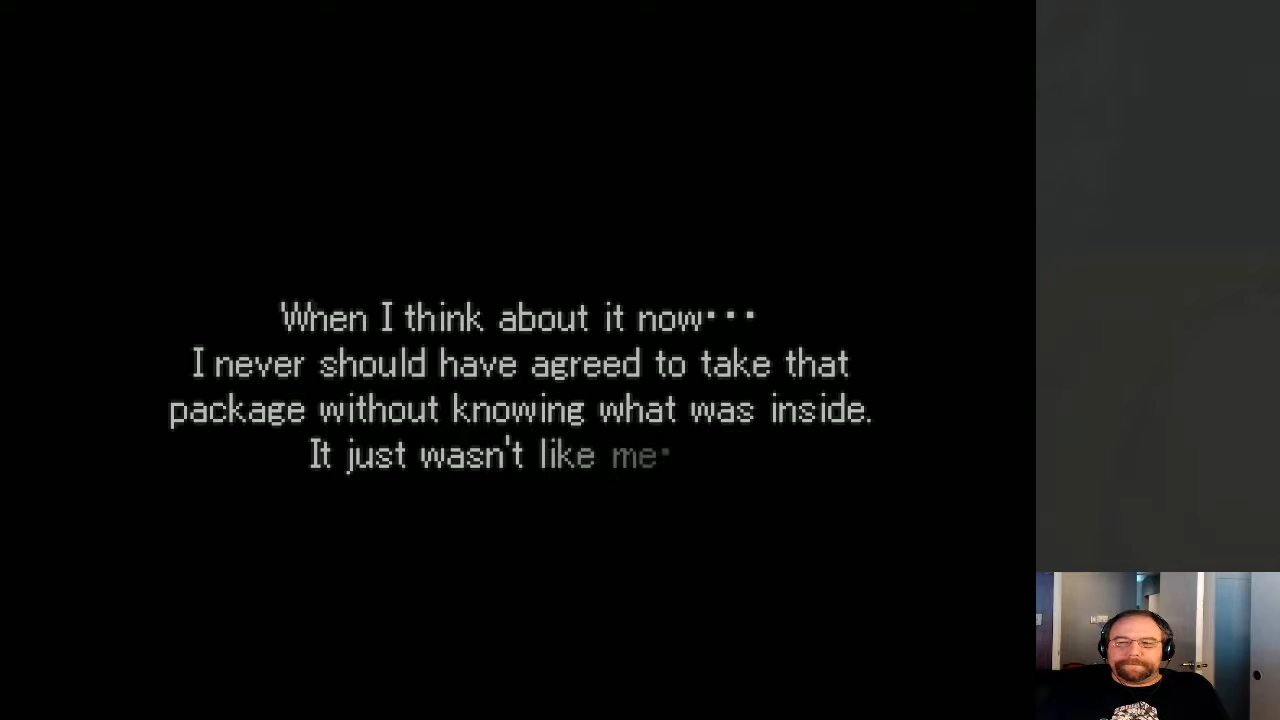 When I think about it now···
I never should have agreed to take that
package without knowing what was inside.
It just wasn't like me·